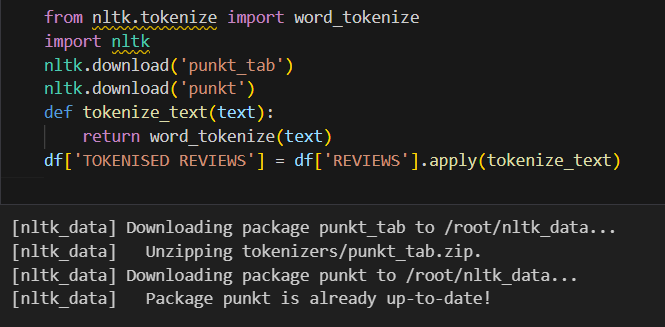 from nltk.tokenize import word_tokenize
import nltk
nltk.download('punkt_tab')
nltk.download('punkt')
def tokenize_text(text):
    return word_tokenize(text)
df['TOKENISED REVIEWS'] = df['REVIEWS'].apply(tokenize_text)
[nltk_data] Downloading package punkt_tab to /root/nltk_data...
[nltk_data]   Unzipping tokenizers/punkt_tab.zip.
[nltk_data] Downloading package punkt to /root/nltk_data...
[nltk_data]   Package punkt is already up-to-date!